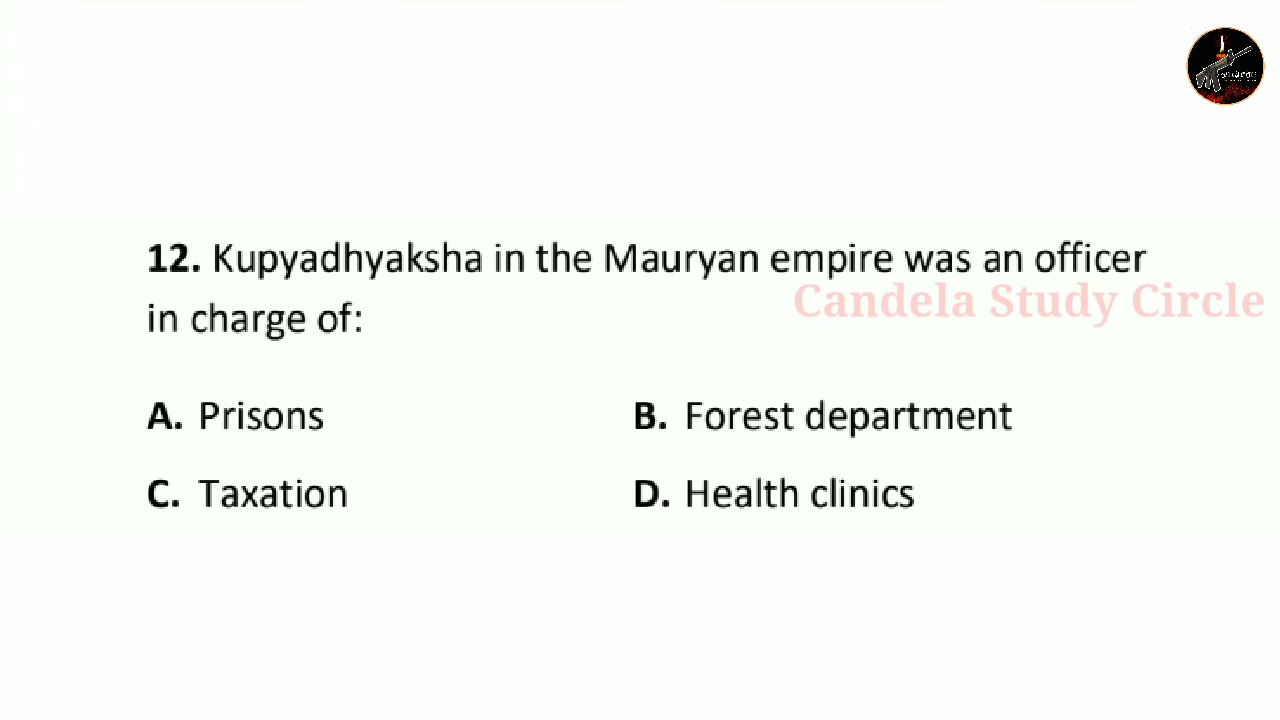 12. Kupyadhyaksha in the Mauryan empire was an officer
Candela Study Circle
in charge of:
A. Prisons
B. Forest department
C. Taxation
D. Health clinics